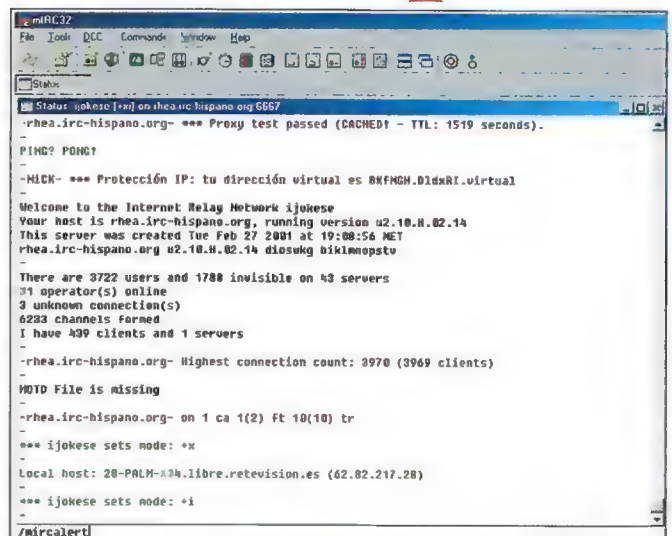 mIRC32
File Tools DCC Commands Window Help
Status
Status: ijokese [+xi] on rhea.irc-hispano.org:6667
-rhea.irc-hispano.org- *** Proxy test passed (CACHED! - TTL: 1519 seconds).
-
PING? PONG!
-
-NiCK- *** Protección IP: tu dirección virtual es BKFMGH.DldxRI.virtual
-
Welcome to the Internet Relay Network ijokese
Your host is rhea.irc-hispano.org, running version u2.10.H.02.14
This server was created Tue Feb 27 2001 at 19:08:56 MET
rhea.irc-hispano.org u2.10.H.02.14 dioswkg biklmnopstv
-
There are 3722 users and 1788 invisible on 43 servers
31 operator(s) online
3 unknown connection(s)
6233 channels formed
I have 439 clients and 1 servers
-
-rhea.irc-hispano.org- Highest connection count: 3970 (3969 clients)
-
MOTD File is missing
-
-rhea.irc-hispano.org- on 1 ca 1(2) ft 10(10) tr
-
*** ijokese sets mode: +x
-
Local host: 28-PALM-X34.libre.retevision.es (62.82.217.28)
-
*** ijokese sets mode: +i
-
/mircalert